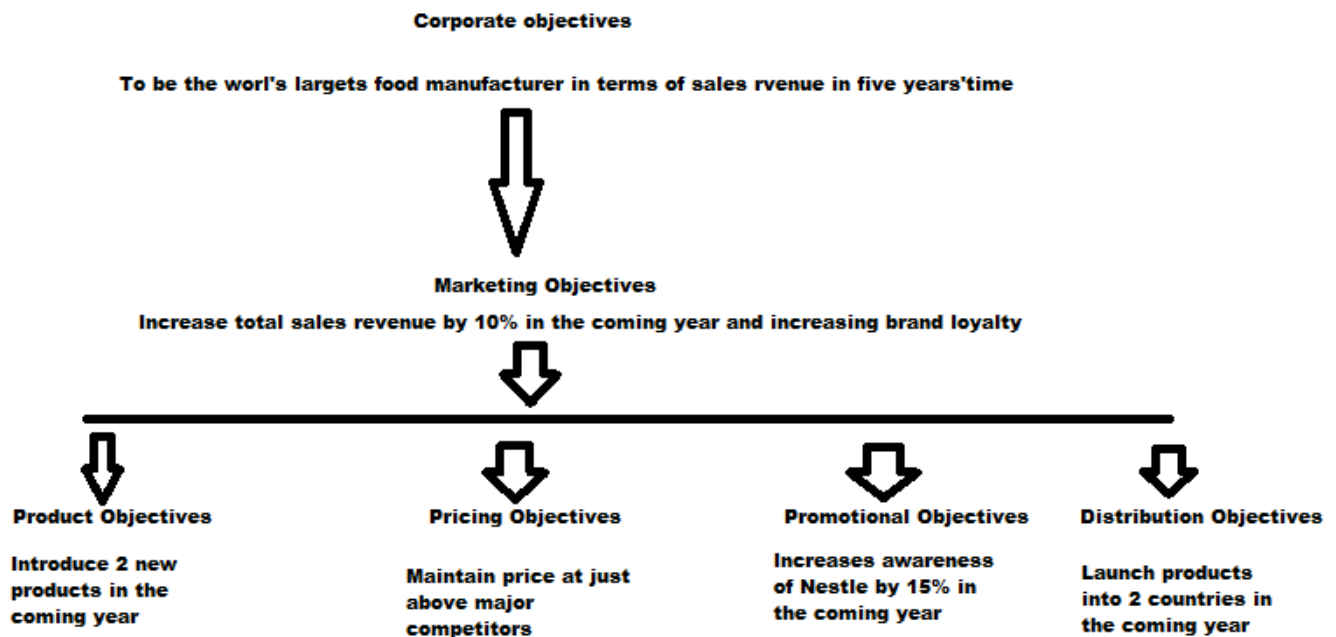 Corporate objectives
To be the worl's largets food manufacturer in terms of sales rvenue in five years'time
Marketing Objectives
Increase total sales revenue by 10% in the coming year and increasing brand loyalty
Product Objectives
Introduce 2 new
products in the
coming year
Pricing Objectives
Maintain price at just
above major
competitors
Promotional Objectives
Increases awareness
of Nestle by 15% in
the coming year
Distribution Objectives
Launch products
into 2 countries in
the coming year